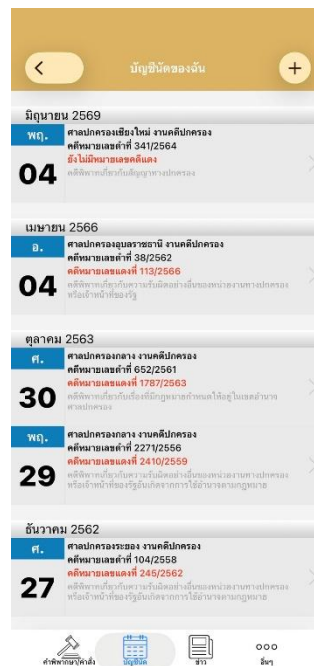 บัญชีนัดของฉัน
มิถุนายน 2569
พฤ.
04
ศาลปกครองเชียงใหม่ งานคดีปกครอง
คดีหมายเลขดำที่ 341/2564
ยังไม่มีหมายเลขคดีแดง
คดีพิพาทเกี่ยวกับสัญญาทางปกครอง
เมษายน 2566
อ.
04
ศาลปกครองอุบลราชธานี งานคดีปกครอง
คดีหมายเลขดำที่ 38/2562
คดีหมายเลขแดงที่ 113/2566
คดีพิพาทเกี่ยวกับความรับผิดอย่างอื่นของหน่วยงานทางปกครอง
หรือเจ้าหน้าที่ของรัฐ
ตุลาคม 2563
ศ.
30
ศาลปกครองกลาง งานคดีปกครอง
คดีหมายเลขดำที่ 652/2561
คดีหมายเลขแดงที่ 1787/2563
คดีพิพาทเกี่ยวกับเรื่องที่มีกฎหมายกำหนดให้อยู่ในเขตอำนาจ
ศาลปกครอง
พฤ.
29
ศาลปกครองกลาง งานคดีปกครอง
คดีหมายเลขดำที่ 2271/2556
คดีหมายเลขแดงที่ 2410/2559
คดีพิพาทเกี่ยวกับความรับผิดอย่างอื่นของหน่วยงานทางปกครอง
หรือเจ้าหน้าที่ของรัฐอันเกิดจากการใช้อำนาจตามกฎหมาย
ธันวาคม 2562
ศ.
27
ศาลปกครองระยอง งานคดีปกครอง
คดีหมายเลขดำที่ 104/2558
คดีหมายเลขแดงที่ 245/2562
คดีพิพาทเกี่ยวกับความรับผิดอย่างอื่นของหน่วยงานทางปกครอง
หรือเจ้าหน้าที่ของรัฐอันเกิดจากการใช้อำนาจตามกฎหมาย
คำพิพากษา/คำสั่ง
บัญชีนัด
ข่าว
อื่นๆ